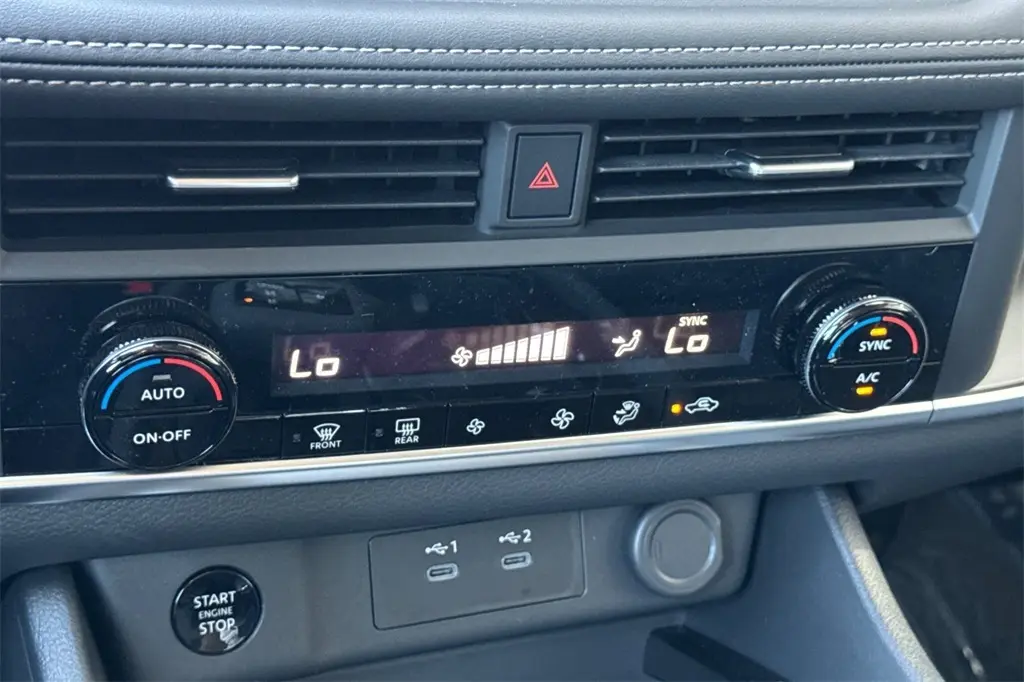 Lo
SYNC
Lo
AUTO
ON·OFF
SYNC
A/C
FRONT
REAR
1
2
START
ENGINE
STOP